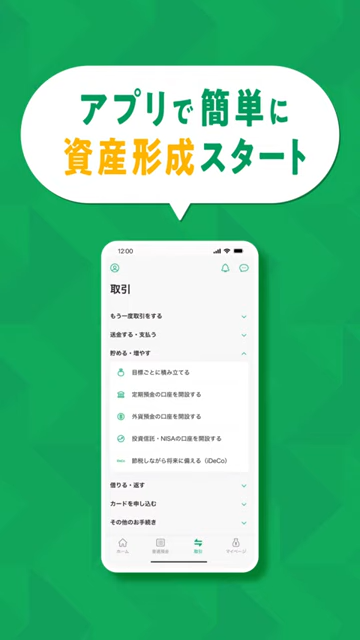 アプリで簡単に
資産形成スタート
12:00
取引
もう一度取引をする
送金する・支払う
貯める・増やす
目標ごとに積み立てる
定期預金の口座を開設する
外貨預金の口座を開設する
投資信託・NISAの口座を開設する
iDeCo 節税しながら将来に備える（iDeCo）
借りる・返す
カードを申し込む
その他のお手続き
ホーム 取引 マイページ